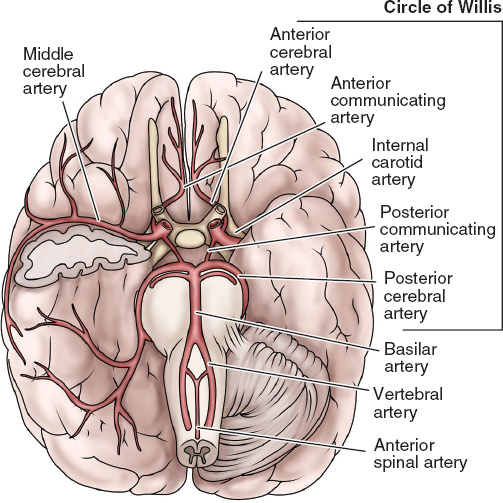 Circle of Willis
Middle
cerebral
artery
Anterior
cerebral
artery
Anterior
communicating
artery
Internal
carotid
artery
Posterior
communicating
artery
Posterior
cerebral
artery
Basilar
artery
Vertebral
artery
Anterior
spinal artery